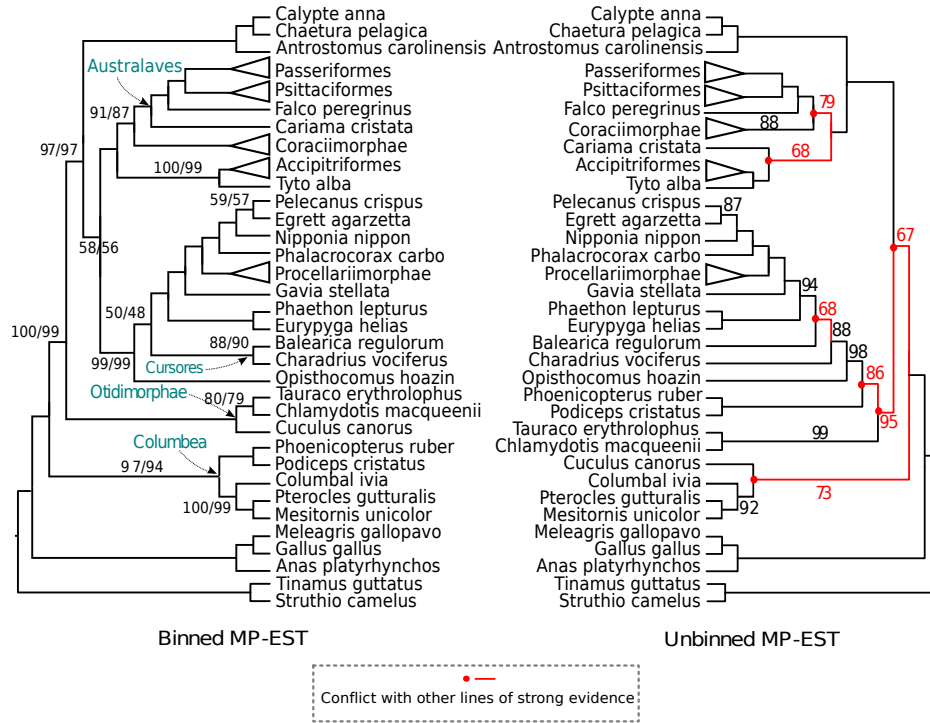 Calypte anna
Chaetura pelagica
Antrostomus carolinensis
Australaves
Passeriformes
Psittaciformes
Falco peregrinus
91/87
Cariama cristata
Coraciimorphae
97/97
Accipitriformes
100/99
Tyto alba
59/57
Pelecanus crispus
Egrett agarzetta
Nipponia nippon
58/56
Phalacrocorax carbo
Procellariimorphae
Gavia stellata
50/48
Phaethon lepturus
Eurypyga helias
100/99
88/90
Balearica regulorum
Charadrius vociferus
99/99
Cursores
Opisthocomus hoazin
Otidimorphae
80/79
Tauraco erythrolophus
Chlamydotis macqueenii
Cuculus canorus
Columbea
Phoenicopterus ruber
97/94
Podiceps cristatus
Columbal ivia
100/99
Pterocles gutturalis
Mesitornis unicolor
Meleagris gallopavo
Gallus gallus
Anas platyrhynchos
Tinamus guttatus
Struthio camelus
Binned MP-EST
Calypte anna
Chaetura pelagica
Antrostomus carolinensis
Passeriformes
Psittaciformes
Falco peregrinus
79
Coraciimorphae
88
Cariama cristata
68
Accipitriformes
Tyto alba
Pelecanus crispus
87
Egrett agarzetta
Nipponia nippon
67
Phalacrocorax carbo
Procellariimorphae
94
Gavia stellata
Phaethon lepturus
68
Eurypyga helias
88
Balearica regulorum
Charadrius vociferus
98
Opisthocomus hoazin
86
Phoenicopterus ruber
Podiceps cristatus
95
Tauraco erythrolophus
99
Chlamydotis macqueenii
Cuculus canorus
Columbal ivia
73
Pterocles gutturalis
92
Mesitornis unicolor
Meleagris gallopavo
Gallus gallus
Anas platyrhynchos
Tinamus guttatus
Struthio camelus
Unbinned MP-EST
Conflict with other lines of strong evidence